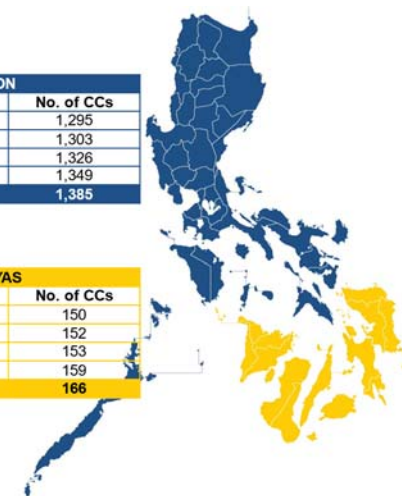 ON
No. of CCs
1,295
1,303
1,326
1,349
1,385
YAS
No. of CCs
150
152
153
159
166